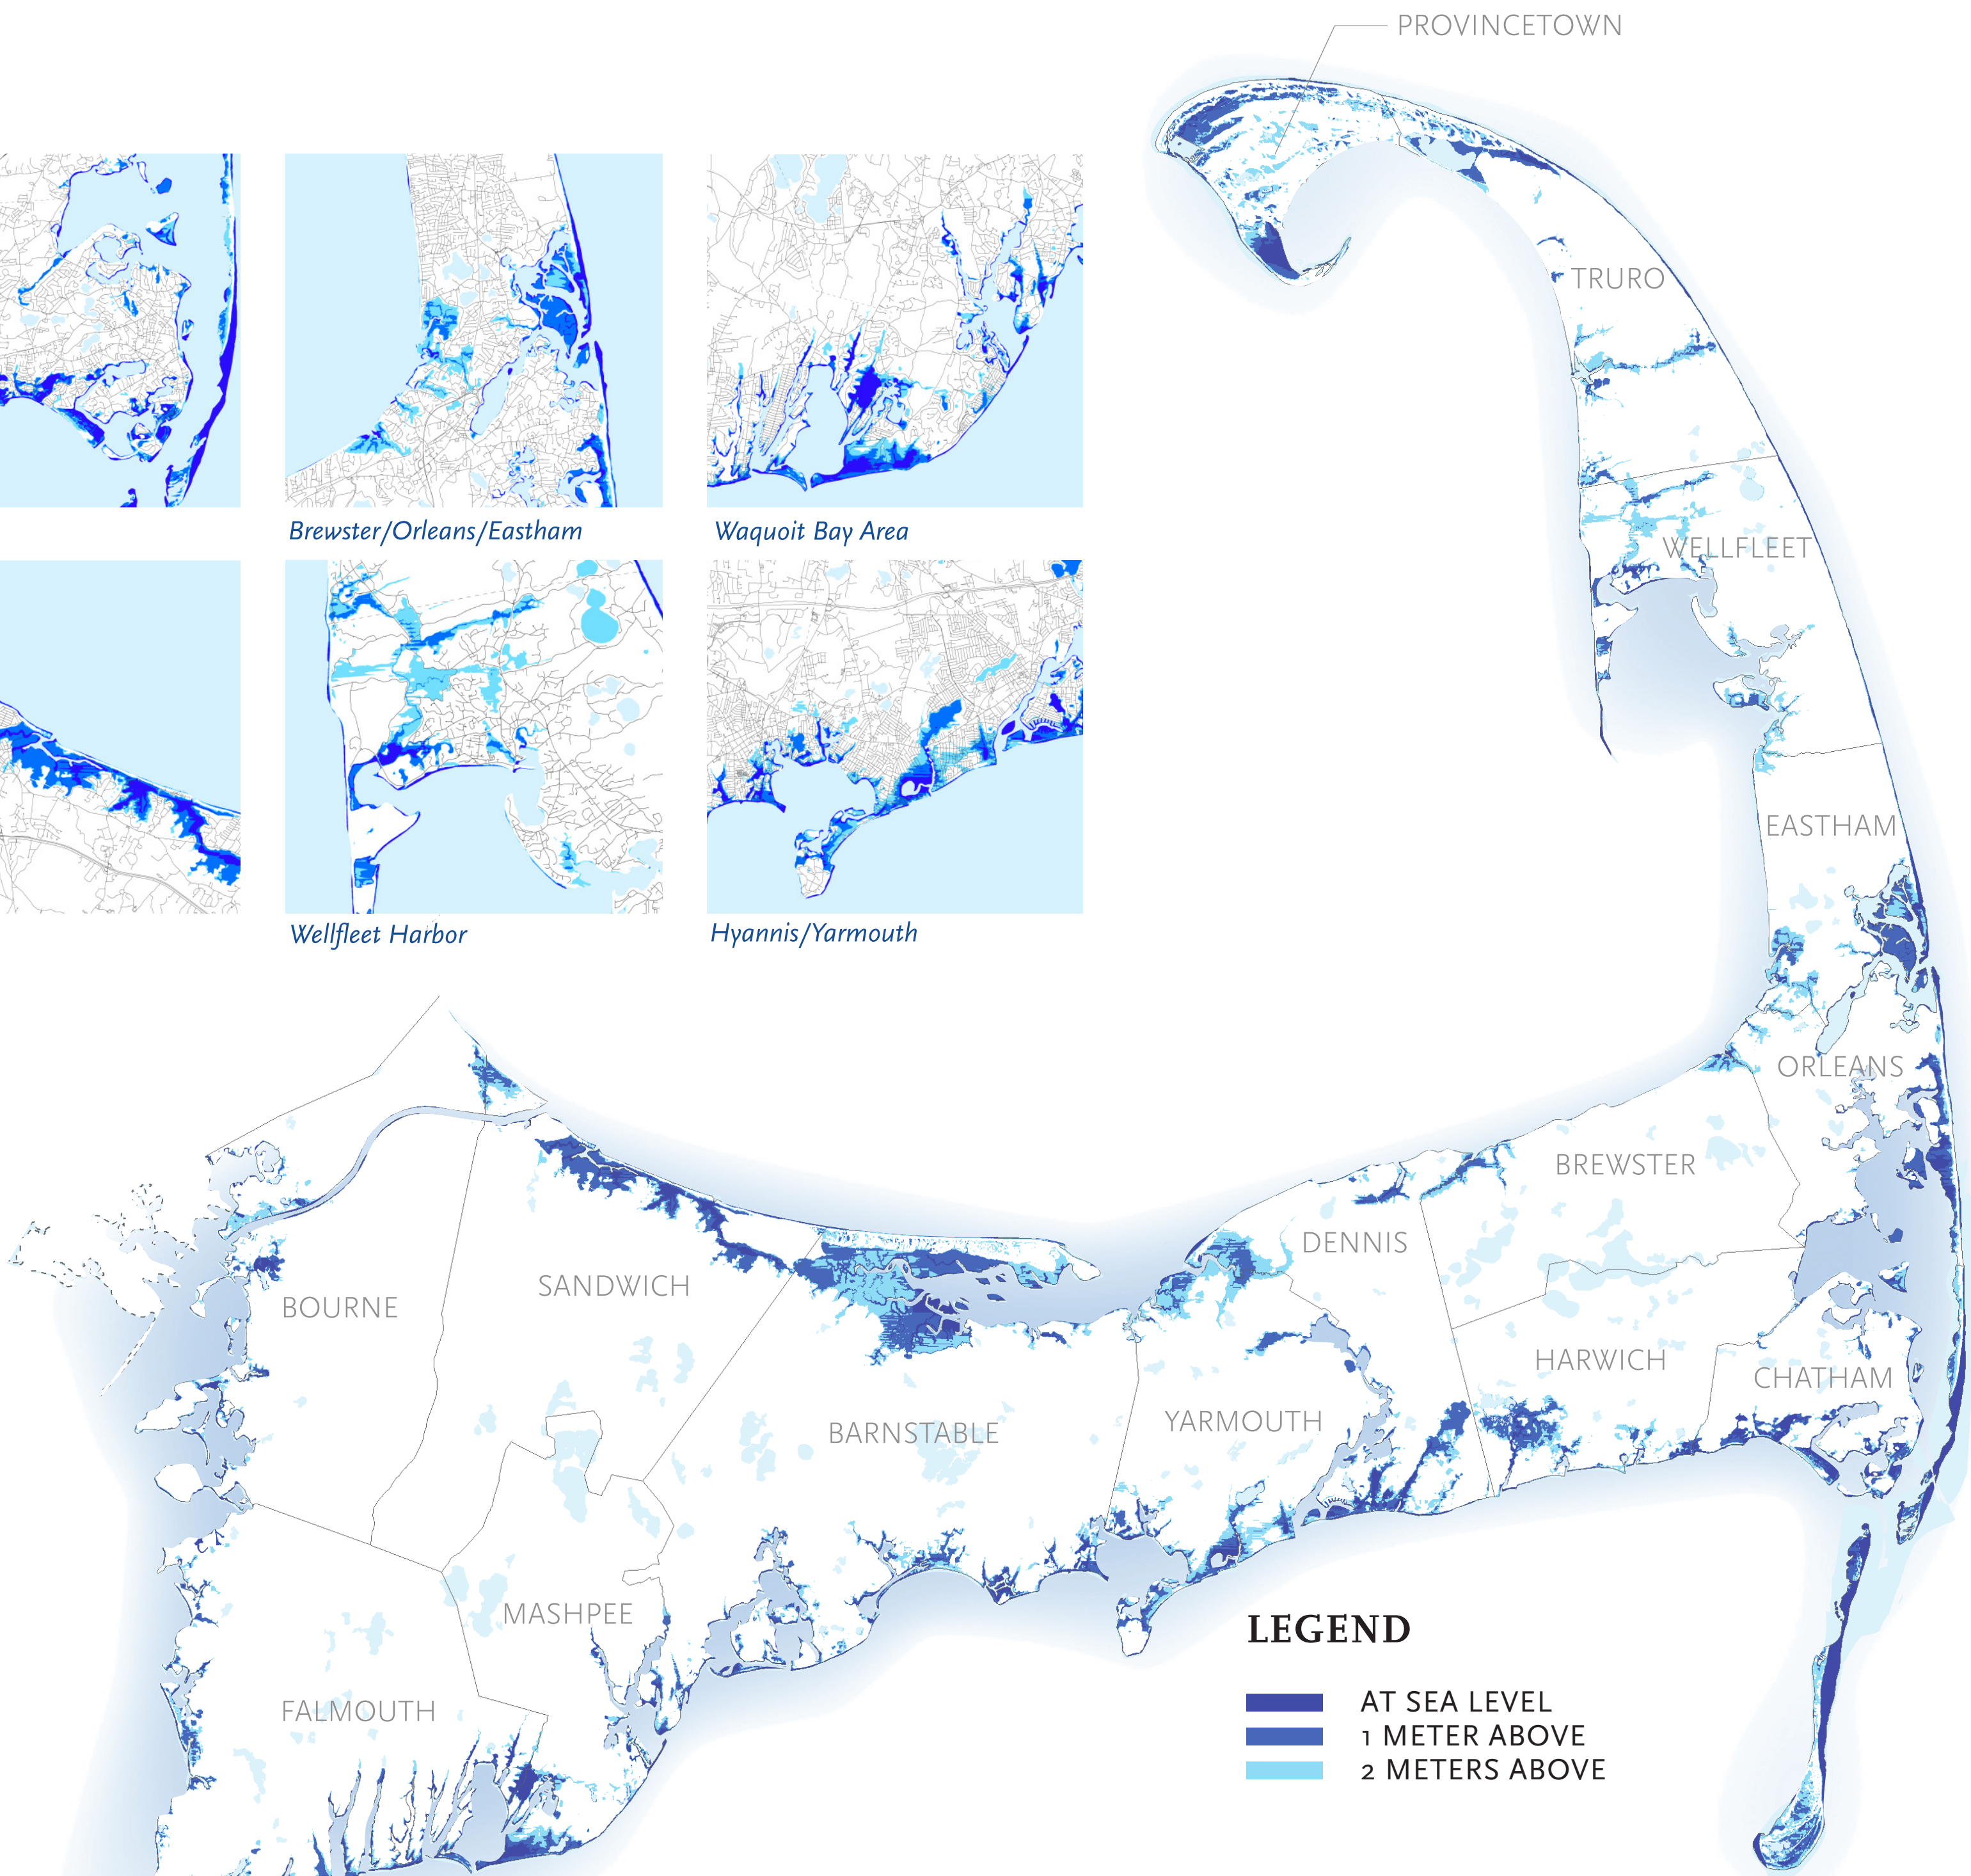 PROVINCETOWN
TRURO
Brewster/Orleans/Eastham
Waquoit Bay Area
WELLFLEET
EASTHAM
Wellfleet Harbor
Hyannis/Yarmouth
ORLEANS
BREWSTER
DENNIS
SANDWICH
BOURNE
HARWICH
CHATHAM
YARMOUTH
BARNSTABLE
MASHPEE
FALMOUTH
LEGEND
AT SEA LEVEL
1 METER ABOVE
2 METERS ABOVE